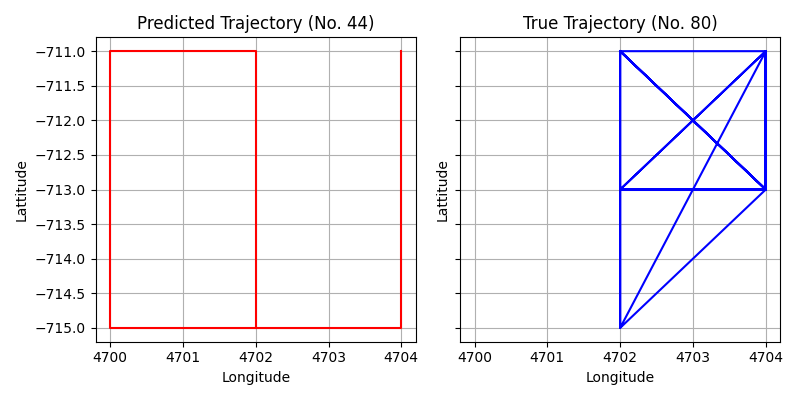 Predicted Trajectory (No. 44)
True Trajectory (No. 80)
−711.0
−711.5
−712.0
−712.5
−713.0
−713.5
−714.0
−714.5
−715.0
Lattitude
Lattitude
4700 4701 4702 4703 4704
4700 4701 4702 4703 4704
Longitude
Longitude